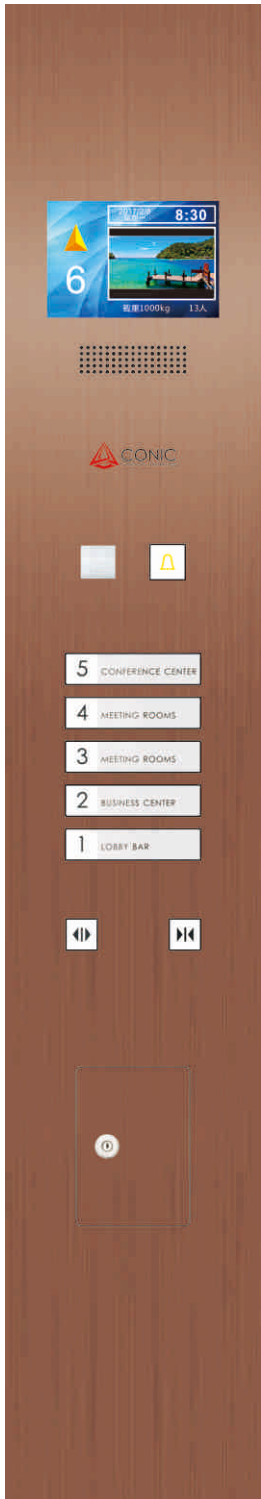 8:30
6
載重1000kg 13人
CONIC
5 CONFERENCE CENTER
4 MEETING ROOMS
3 MEETING ROOMS
2 BUSINESS CENTER
1 LOBBY BAR